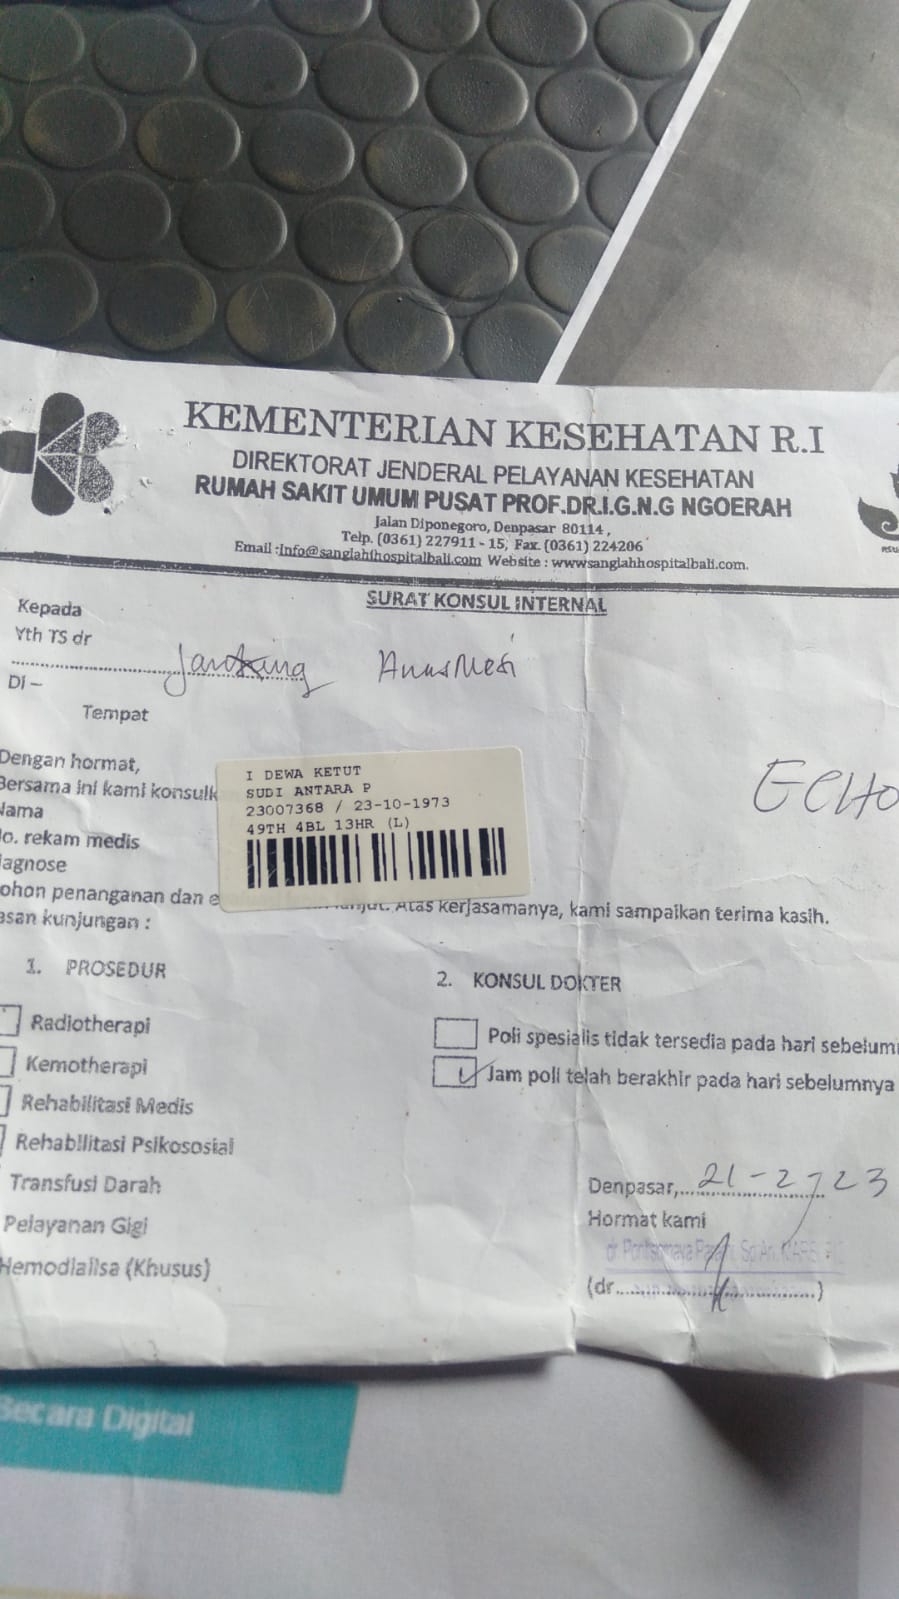 KEMENTERIAN KESEHATAN R.I
DIREKTORAT JENDERAL PELAYANAN KESEHATAN
RUMAH SAKIT UMUM PUSAT PROF.DR.I.G.N.G NGOERAH
Jalan Diponegoro, Denpasar 80114,
Telp. (0361) 227911 - 15, Fax. (0361) 224206
Email :Info@sanglahhospitalbali.com Website : www.sanglahhospitalbali.com.
SURAT KONSUL INTERNAL
Kepada
Yth TS dr
Jantung Anastesi
DI –
Tempat
Dengan hormat,
Bersama ini kami konsulk
I DEWA KETUT
SUDI ANTARA P
23007368 / 23-10-1973
49TH 4BL 13HR (L)
ECHO
Nama
No. rekam medis
iagnose
ohon penanganan dan e
njut. Atas kerjasamanya, kami sampaikan terima kasih.
asan kunjungan :
1. PROSEDUR
Radiotherapi
Kemotherapi
Rehabilitasi Medis
Rehabilitasi Psikososial
Transfusi Darah
Pelayanan Gigi
Hemodialisa (Khusus)
2. KONSUL DOKTER
Poli spesialis tidak tersedia pada hari sebelum
Jam poli telah berakhir pada hari sebelumnya
Denpasar, 21-2-23
Hormat kami
(dr....................................)
Secara Digital